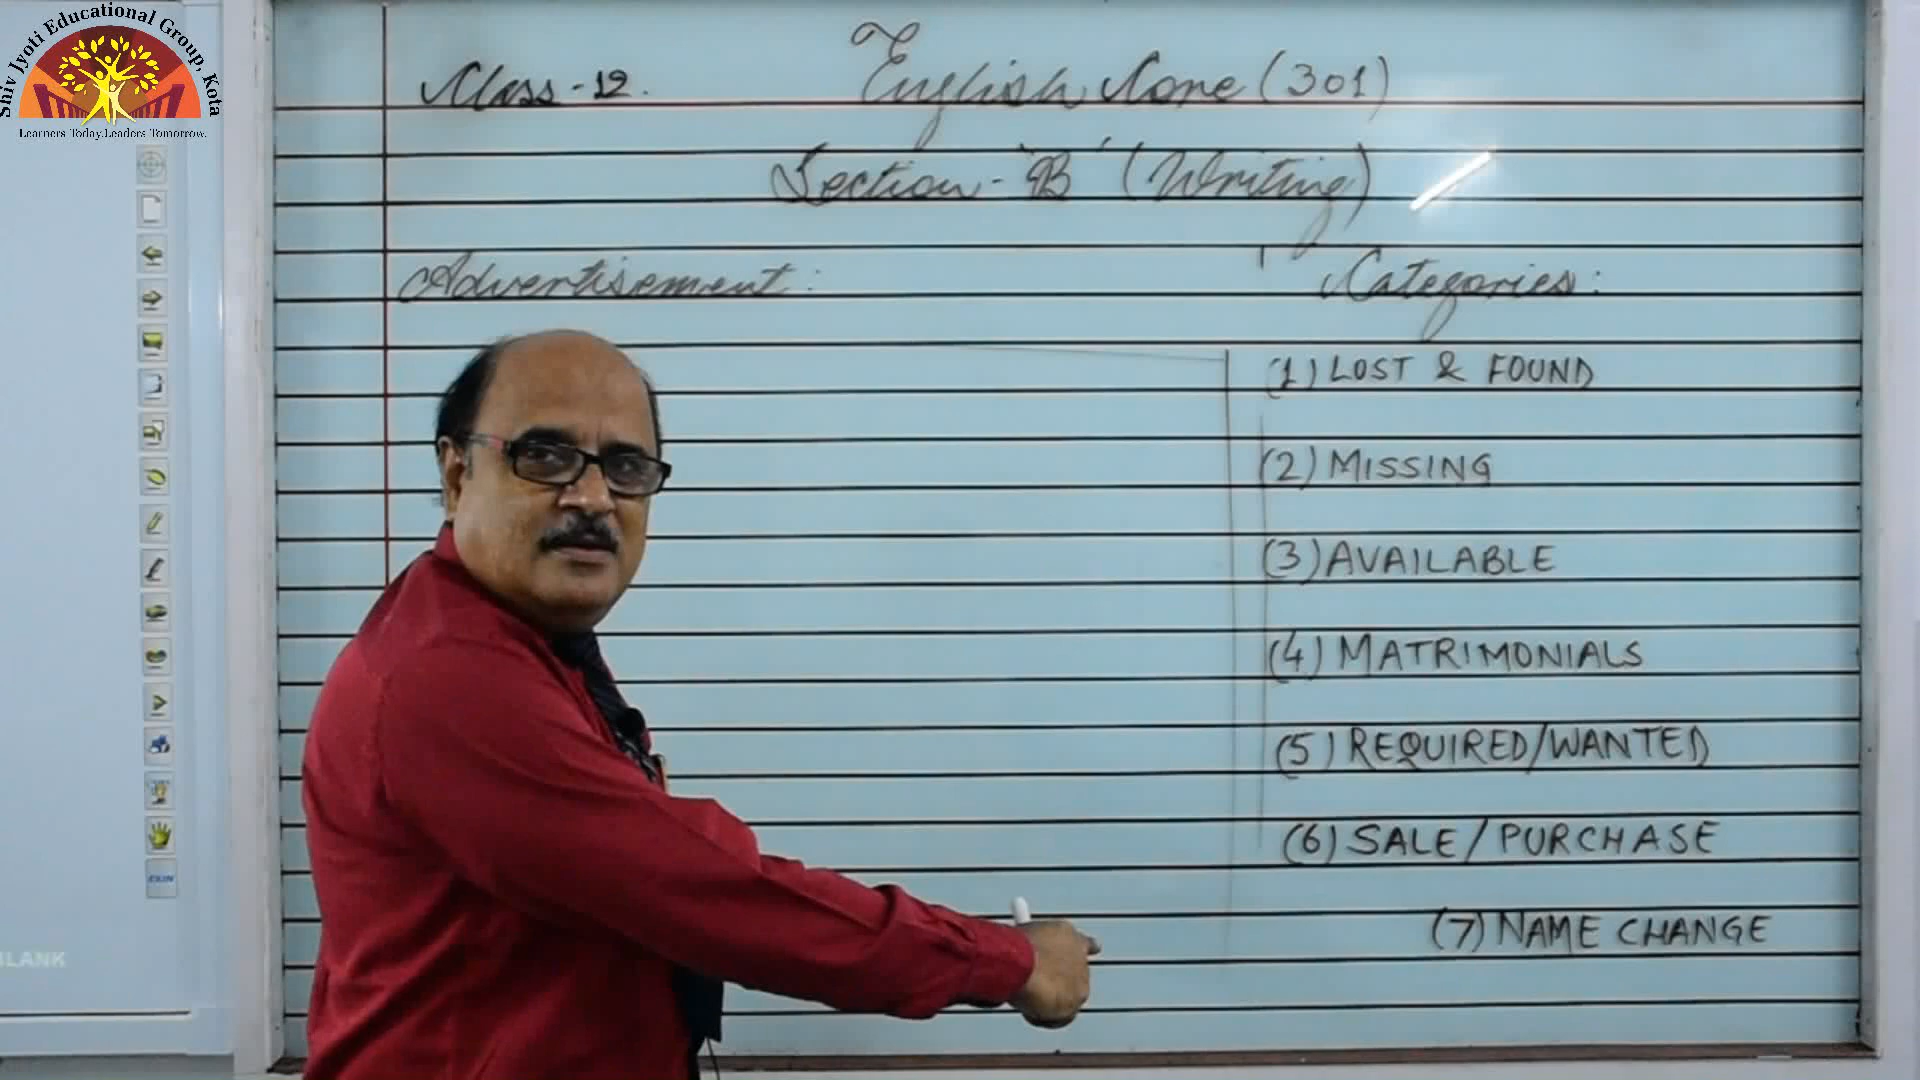 Shiv Jyoti Educational Group, Kota
Learners Today.Leaders Tomorrow.
Class-12.
English Core (301)
Section-'B' (Writing)
Advertisement:
Categories:
(1) LOST & FOUND
(2) MISSING
(3) AVAILABLE
(4) MATRIMONIALS
(5) REQUIRED/WANTED
(6) SALE/PURCHASE
(7) NAME CHANGE
BLANK